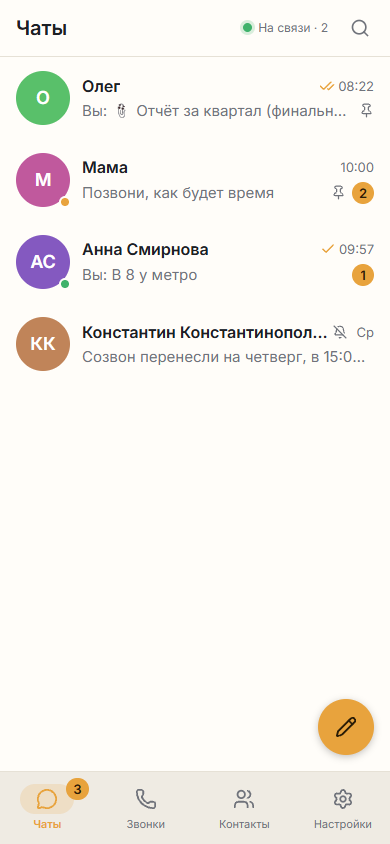 Чаты
На связи · 2
О
Олег
08:22
Вы: 📎 Отчёт за квартал (финальн...
М
Мама
10:00
Позвони, как будет время
2
АС
Анна Смирнова
09:57
Вы: В 8 у метро
1
КК
Константин Константинопол...
Ср
Созвон перенесли на четверг, в 15:0...
3
Чаты
Звонки
Контакты
Настройки